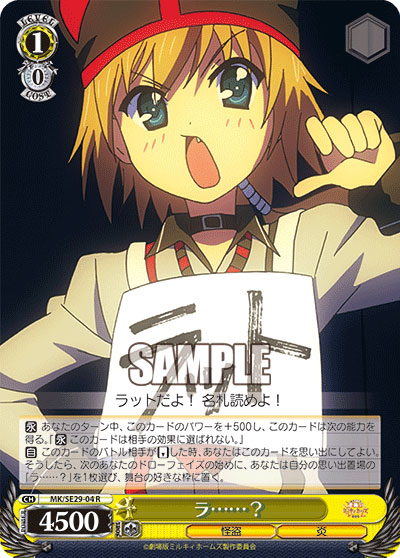 LEVEL
1
0
COST
ラット
SAMPLE
ラットだよ! 名札読めよ!
永 あなたのターン中、このカードのパワーを+500し、このカードは次の能力を得る。『永 このカードは相手の効果に選ばれない。』
自 このカードのバトル相手が[リバース]した時、あなたはこのカードを思い出にしてよい。そうしたら、次のあなたのドローフェイズの始めに、あなたは自分の思い出置場の「ラ……?」を1枚選び、舞台の好きな枠に置く。
CH
MK/SE29-04 R
ラ……?
POWER
4500
怪盗
炎
©劇場版ミルキィホームズ製作委員会